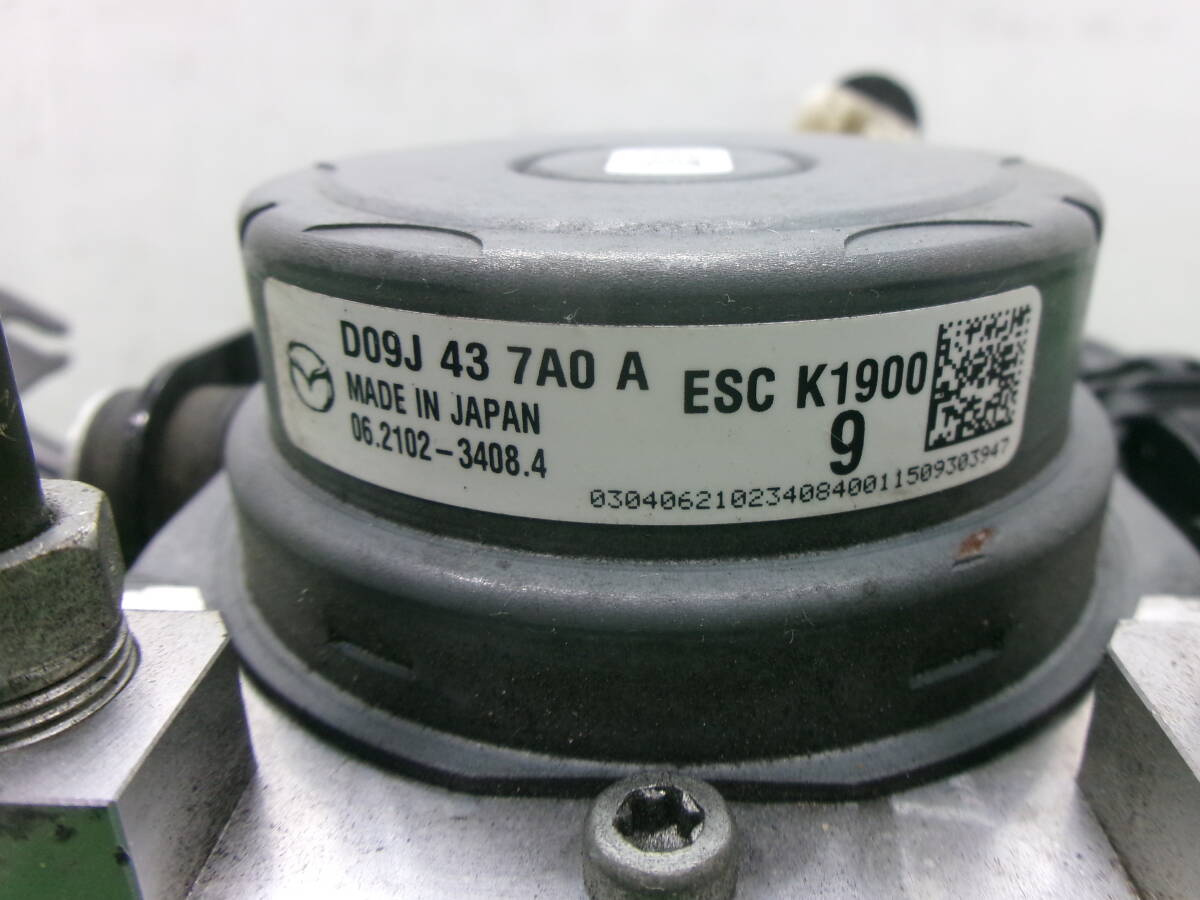 D09J 43 7A0 A
MADE IN JAPAN
06.2102-3408.4
ESC K1900
9
0304062102340840011509303947